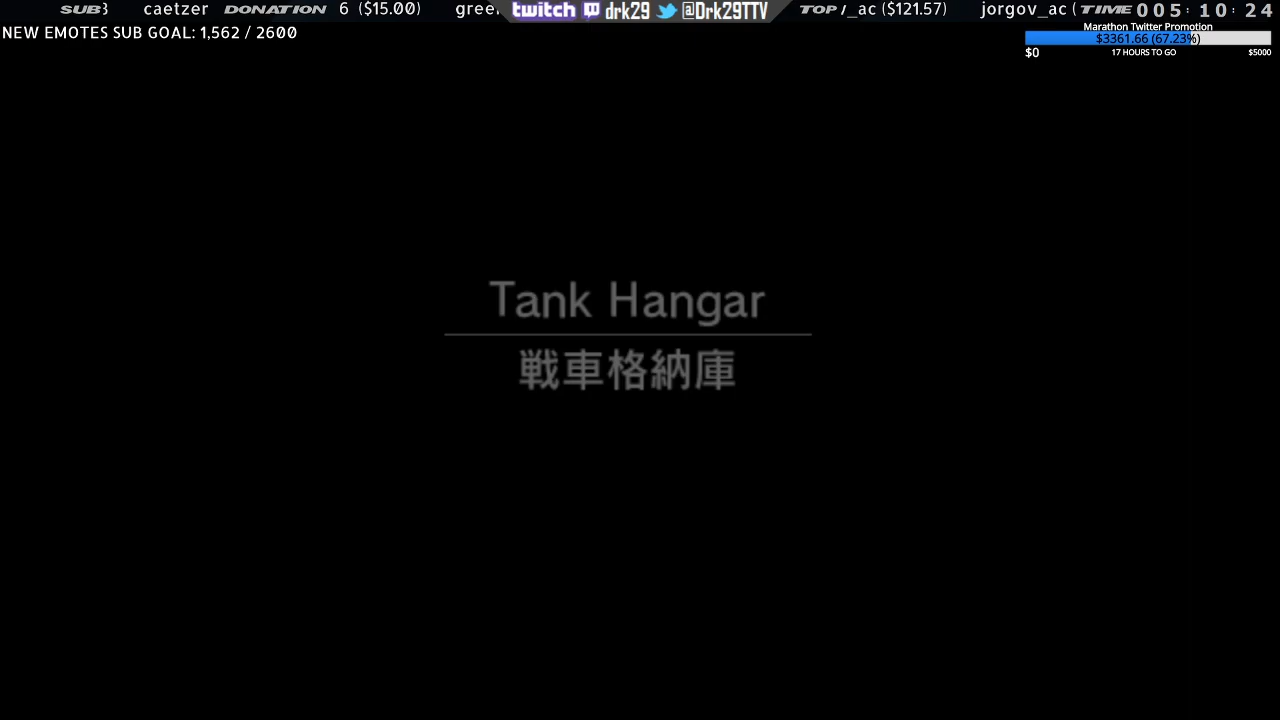 SUB 3 caetzer DONATION 6 ($15.00) gree twitch drk29 @Drk29TTV TOP _ac ($121.57) jorgov_ac ( TIME 005:10:24
NEW EMOTES SUB GOAL: 1,562 / 2600
Marathon Twitter Promotion
$3361.66 (67.23%)
$0 17 HOURS TO GO $5000
Tank Hangar
戦車格納庫